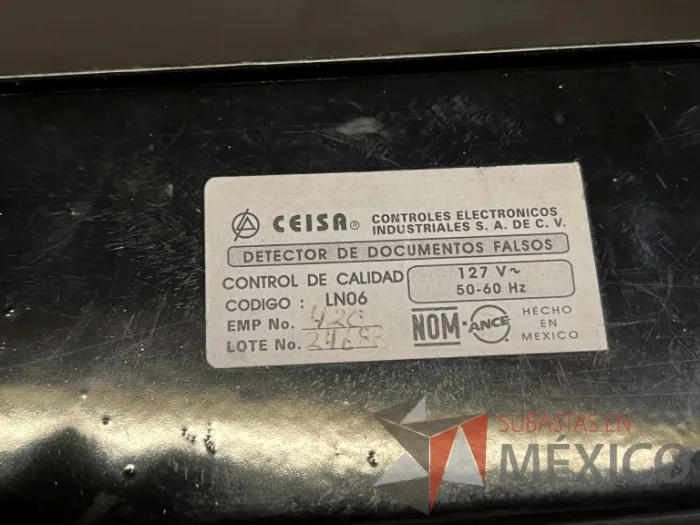 CEISA® CONTROLES ELECTRONICOS
INDUSTRIALES S. A. DE C. V.
DETECTOR DE DOCUMENTOS FALSOS
CONTROL DE CALIDAD
127 V~
50-60 Hz
CODIGO : LN06
EMP No.
LOTE No.
NOM-ANCE
HECHO
EN
MEXICO
SUBASTAS EN
MÉXICO